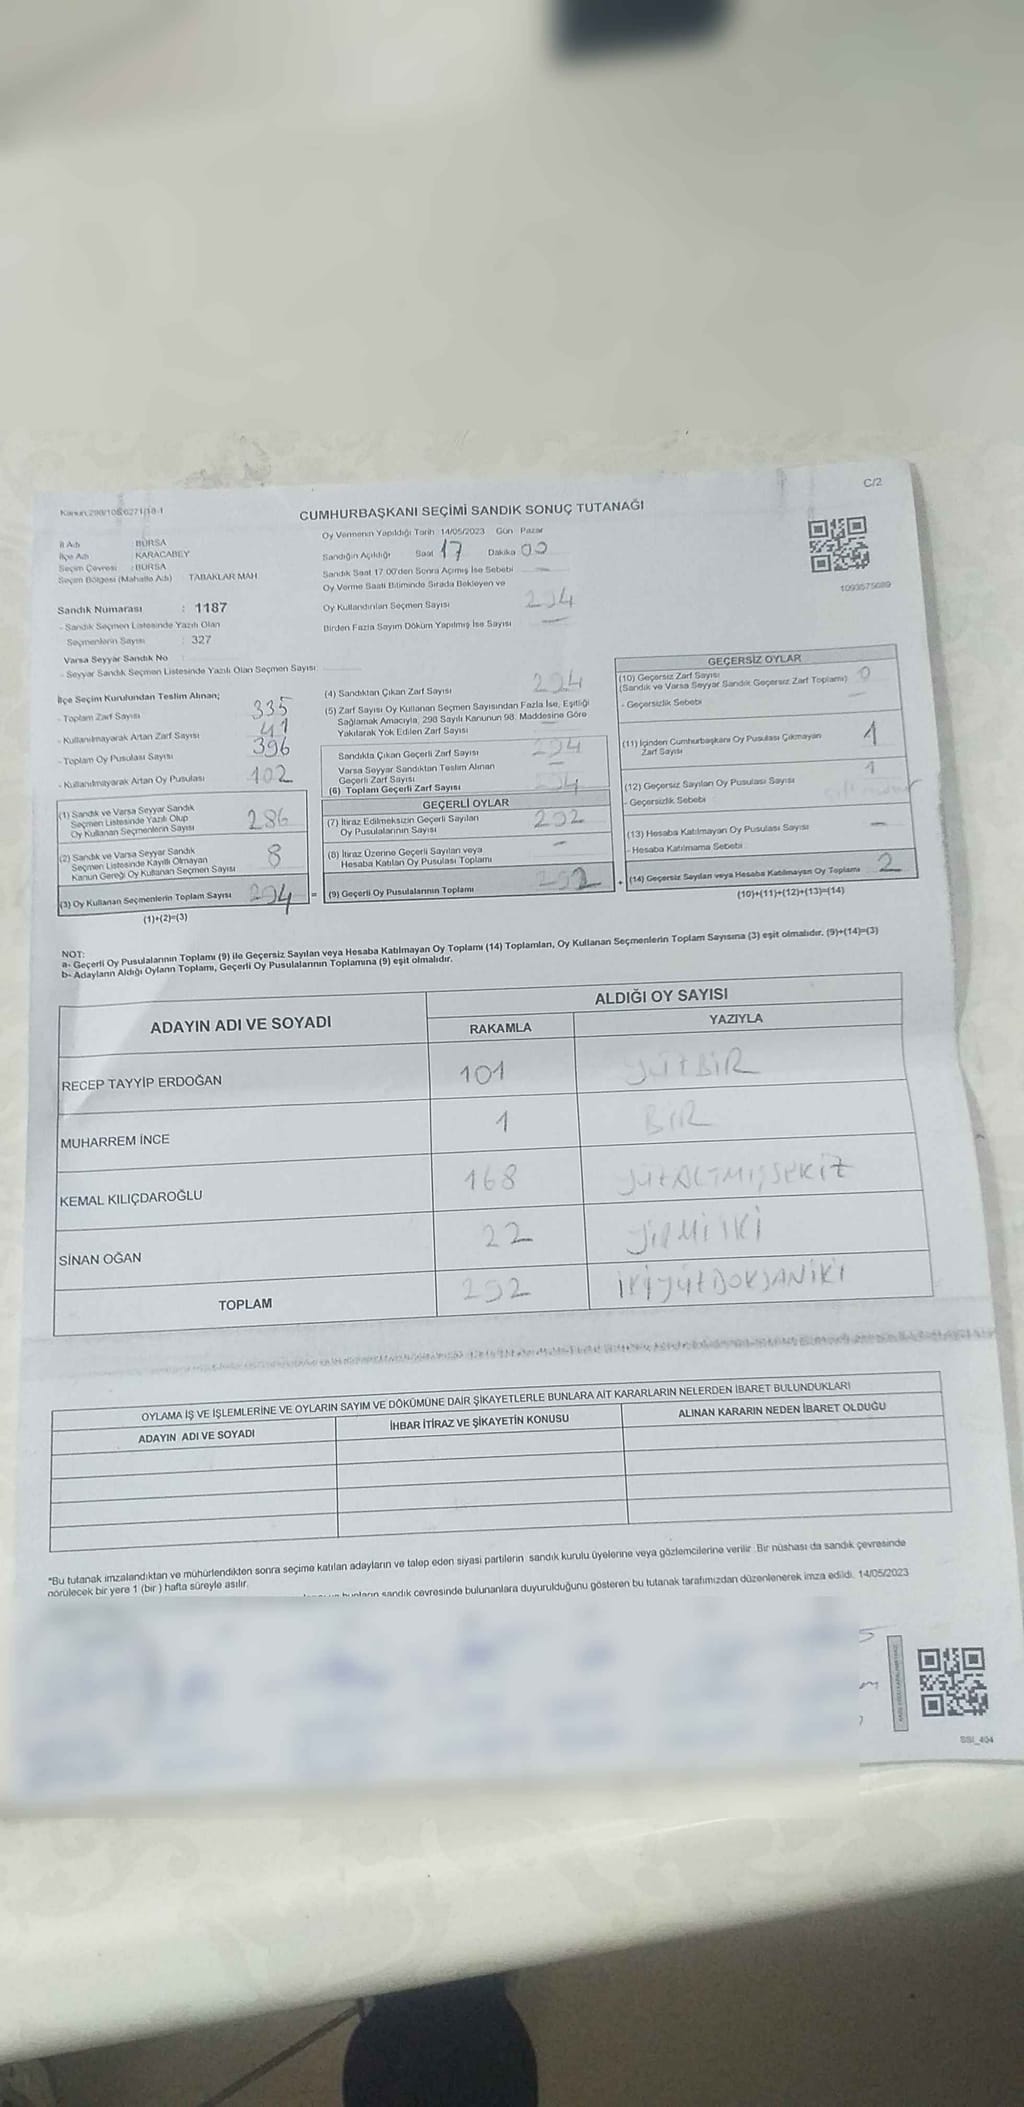 C/2
CUMHURBAŞKANI SEÇİMİ SANDIK SONUÇ TUTANAĞI
İl Adı : BURSA
İlçe Adı : KARACABEY
Seçim Çevresi : BURSA
Seçim Bölgesi (Mahalle Adı) TABAKLAR MAH
Sandık Numarası : 1187
- Sandık Seçmen Listesinde Yazılı Olan
Seçmenlerin Sayısı : 327
Varsa Seyyar Sandık No
- Seyyar Sandık Seçmen Listesinde Yazılı Olan Seçmen Sayısı:
Oy Vermenin Yapıldığı Tarih 14/05/2023 Gün Pazar
Sandığın Açıldığı Saat 17 Dakika 00
Sandık Saat 17.00'den Sonra Açımış İse Sebebi —
Oy Verme Saati Bitiminde Sırada Bekleyen ve
Oy Kullandırılan Seçmen Sayısı 294
Birden Fazla Sayım Döküm Yapılmış İse Sayısı —
1093575689
İlçe Seçim Kurulundan Teslim Alınan;
- Toplam Zarf Sayısı 335
- Kullanılmayarak Artan Zarf Sayısı 41
- Toplam Oy Pusulası Sayısı 396
- Kullanılmayarak Artan Oy Pusulası 102
(1) Sandık ve Varsa Seyyar Sandık
Seçmen Listesinde Yazılı Olup
Oy Kullanan Seçmenlerin Sayısı 286
(2) Sandık ve Varsa Seyyar Sandık
Seçmen Listesinde Kayıtlı Olmayan
Kanun Gereği Oy Kullanan Seçmen Sayısı 8
(3) Oy Kullanan Seçmenlerin Toplam Sayısı 294
(1)+(2)=(3)
=
(4) Sandıktan Çıkan Zarf Sayısı 294
(5) Zarf Sayısı Oy Kullanan Seçmen Sayısından Fazla İse, Eşitliği
Sağlamak Amacıyla, 298 Sayılı Kanunun 98. Maddesine Göre
Yakılarak Yok Edilen Zarf Sayısı —
Sandıkta Çıkan Geçerli Zarf Sayısı 294
Varsa Seyyar Sandıktan Teslim Alınan
Geçerli Zarf Sayısı —
(6) Toplam Geçerli Zarf Sayısı 294
GEÇERLİ OYLAR
(7) İtiraz Edilmeksizin Geçerli Sayılan
Oy Pusulalarının Sayısı 292
(8) İtiraz Üzerine Geçerli Sayılan veya
Hesaba Katılan Oy Pusulası Toplamı —
(9) Geçerli Oy Pusulalarının Toplamı 292
+
GEÇERSİZ OYLAR
(10) Geçersiz Zarf Sayısı 0
(Sandık ve Varsa Seyyar Sandık Geçersiz Zarf Toplamı)
- Geçersizlik Sebebi —
(11) İçinden Cumhurbaşkanı Oy Pusulası Çıkmayan
Zarf Sayısı 1
(12) Geçersiz Sayılan Oy Pusulası Sayısı 1
- Geçersizlik Sebebi
(13) Hesaba Katılmayan Oy Pusulası Sayısı —
- Hesaba Katılmama Sebebi
(14) Geçersiz Sayılan veya Hesaba Katılmayan Oy Toplamı 2
(10)+(11)+(12)+(13)=(14)
NOT:
a- Geçerli Oy Pusulalarının Toplamı (9) ile Geçersiz Sayılan veya Hesaba Katılmayan Oy Toplamı (14) Toplamları, Oy Kullanan Seçmenlerin Toplam Sayısına (3) eşit olmalıdır. (9)+(14)=(3)
b- Adayların Aldığı Oyların Toplamı, Geçerli Oy Pusulalarının Toplamına (9) eşit olmalıdır.
ADAYIN ADI VE SOYADI ALDIĞI OY SAYISI
RAKAMLA YAZIYLA
RECEP TAYYİP ERDOĞAN 101 YÜZBİR
MUHARREM İNCE 1 BİR
KEMAL KILIÇDAROĞLU 168 YÜZALTMIŞSEKİZ
SİNAN OĞAN 22 YİRMİİKİ
TOPLAM 292 İKİYÜZDOKSANİKİ
OYLAMA İŞ VE İŞLEMLERİNE VE OYLARIN SAYIM VE DÖKÜMÜNE DAİR ŞİKAYETLERLE BUNLARA AİT KARARLARIN NELERDEN İBARET BULUNDUKLARI
ADAYIN ADI VE SOYADI İHBAR İTİRAZ VE ŞİKAYETİN KONUSU ALINAN KARARIN NEDEN İBARET OLDUĞU
*Bu tutanak imzalandıktan ve mühürlendikten sonra seçime katılan adayların ve talep eden siyasi partilerin sandık kurulu üyelerine veya gözlemcilerine verilir. Bir nüshası da sandık çevresinde
görülecek bir yere 1 (bir ) hafta süreyle asılır.
bunların sandık çevresinde bulunanlara duyurulduğunu gösteren bu tutanak tarafımızdan düzenlenerek imza edildi. 14/05/2023
SSI_404